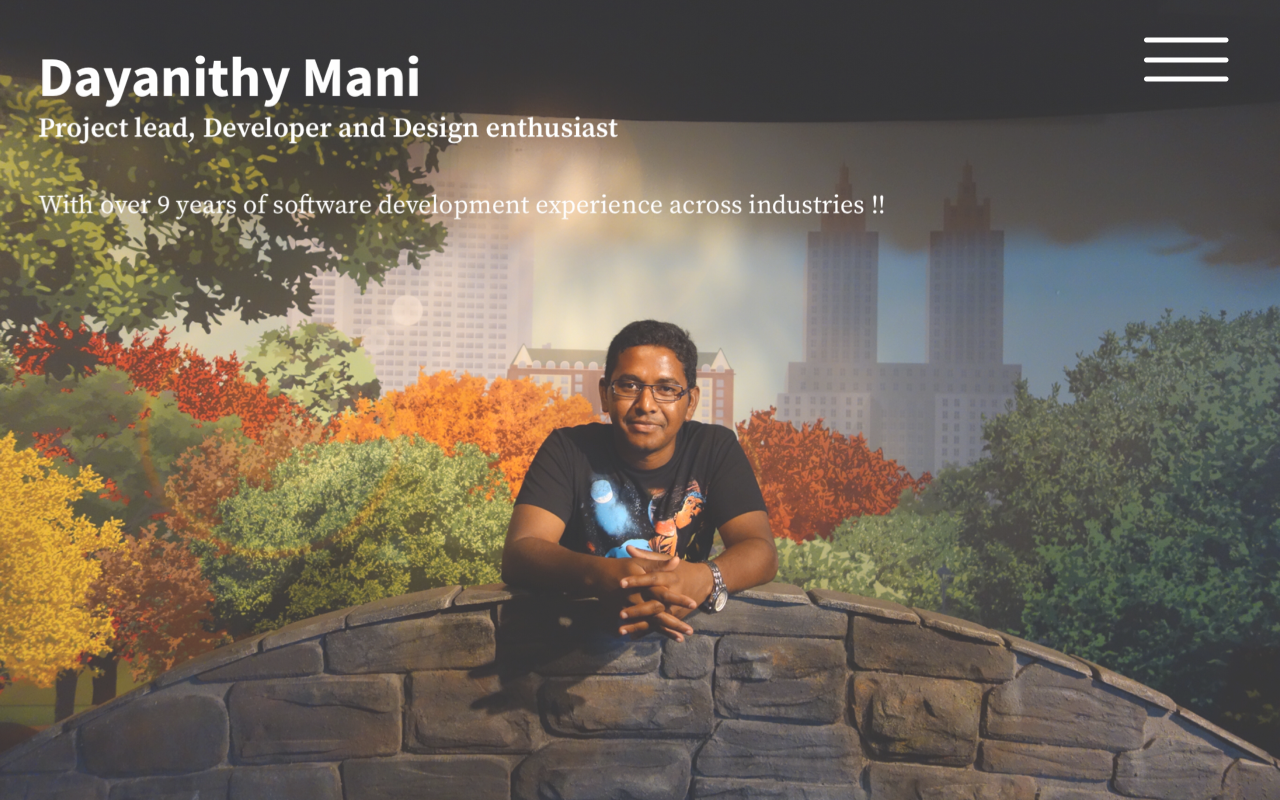 Dayanithy Mani
Project lead, Developer and Design enthusiast
With over 9 years of software development experience across industries !!